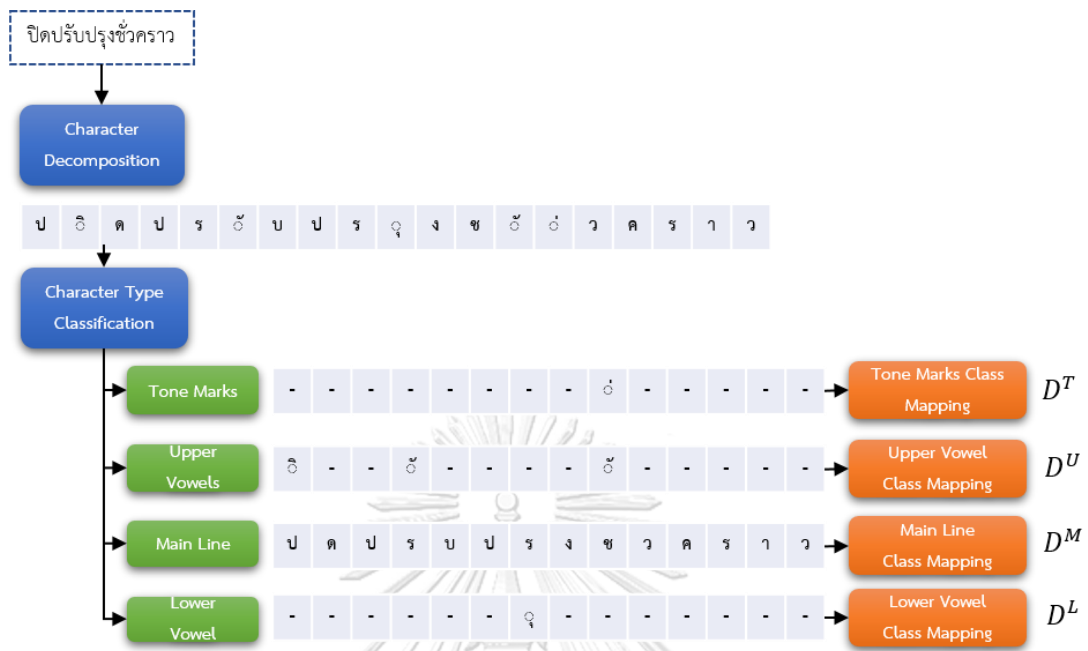 ปิดปรับปรุงชั่วคราว
Character
Decomposition
ป ิ ด ป ร ั บ ป ร ุ ง ช ั ่ ว ค ร า ว
Character Type
Classification
Tone Marks - - - - - - - - ่ - - - - - Tone Marks Class Mapping D^T
Upper Vowels ิ - - ั - - - - ั - - - - - Upper Vowel Class Mapping D^U
Main Line ป ด ป ร บ ป ร ง ช ว ค ร า ว Main Line Class Mapping D^M
Lower Vowel - - - - - - ุ - - - - - - - Lower Vowel Class Mapping D^L